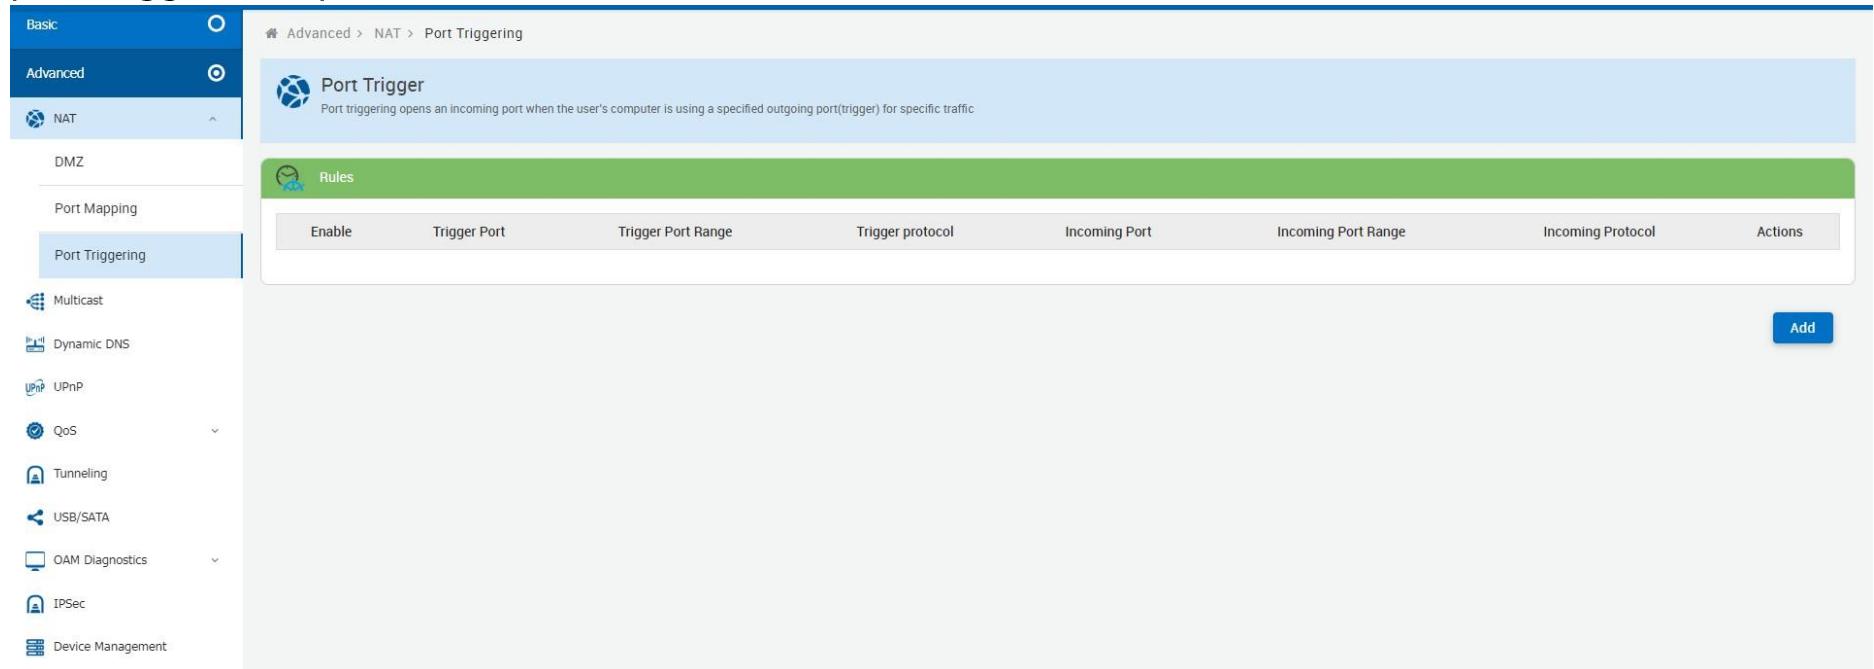 Basic
Advanced
NAT
DMZ
Port Mapping
Port Triggering
Multicast
Dynamic DNS
UPnP UPnP
QoS
Tunneling
USB/SATA
OAM Diagnostics
IPSec
Device Management
Advanced > NAT > Port Triggering
Port Trigger
Port triggering opens an incoming port when the user's computer is using a specified outgoing port(trigger) for specific traffic
Rules
Enable Trigger Port Trigger Port Range Trigger protocol Incoming Port Incoming Port Range Incoming Protocol Actions
Add